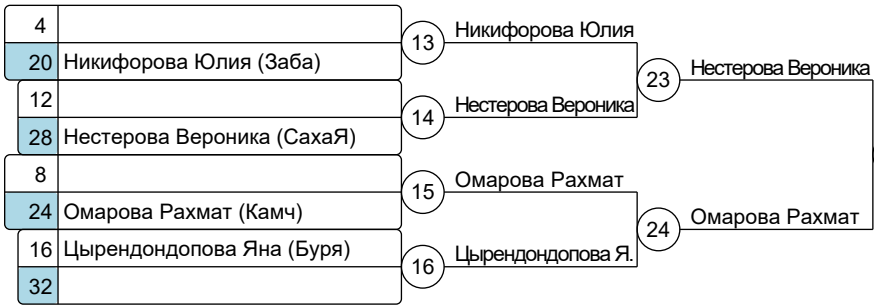 4
20 Никифорова Юлия (Заба)
12
28 Нестерова Вероника (СахаЯ)
8
24 Омарова Рахмат (Камч)
16 Цырендондопова Яна (Буря)
32
13
Никифорова Юлия
14
Нестерова Вероника
15
Омарова Рахмат
16
Цырендондопова Я.
23
Нестерова Вероника
24
Омарова Рахмат